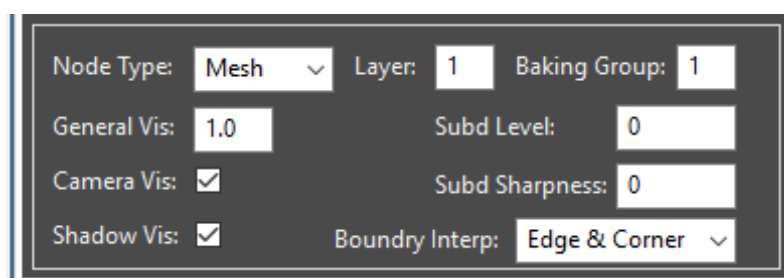 Node Type: Mesh Layer: 1 Baking Group: 1
General Vis: 1.0 Subd Level: 0
Camera Vis: Subd Sharpness: 0
Shadow Vis: Boundry Interp: Edge & Corner